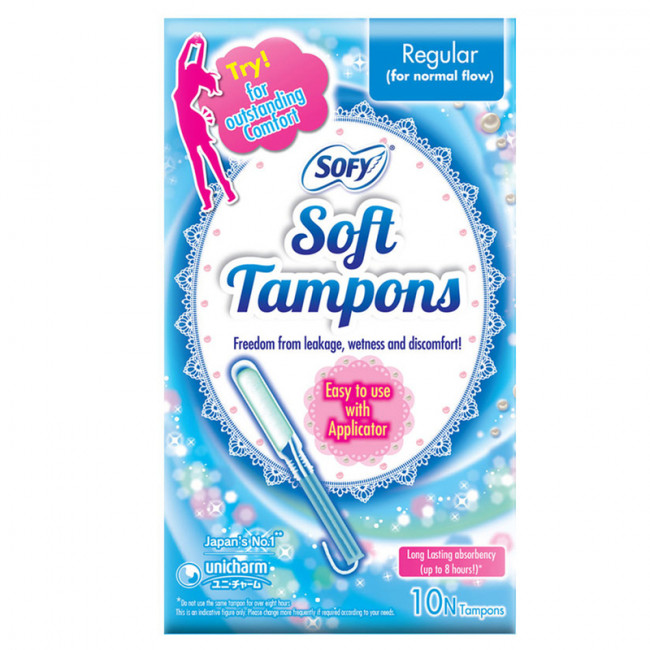 Regular
(for normal flow)
Try!
for
outstanding
Comfort
SOFY®
Soft
Tampons
Freedom from leakage, wetness and discomfort!
Easy to use
with
Applicator
Japan's No.1**
unicharm
ユニ・チャーム
Long Lasting absorbency
(up to 8 hours!)*
*Do not use the same tampon for over eight hours
This is an indicative figure only. Please change more frequently if required according to your needs.
10N Tampons